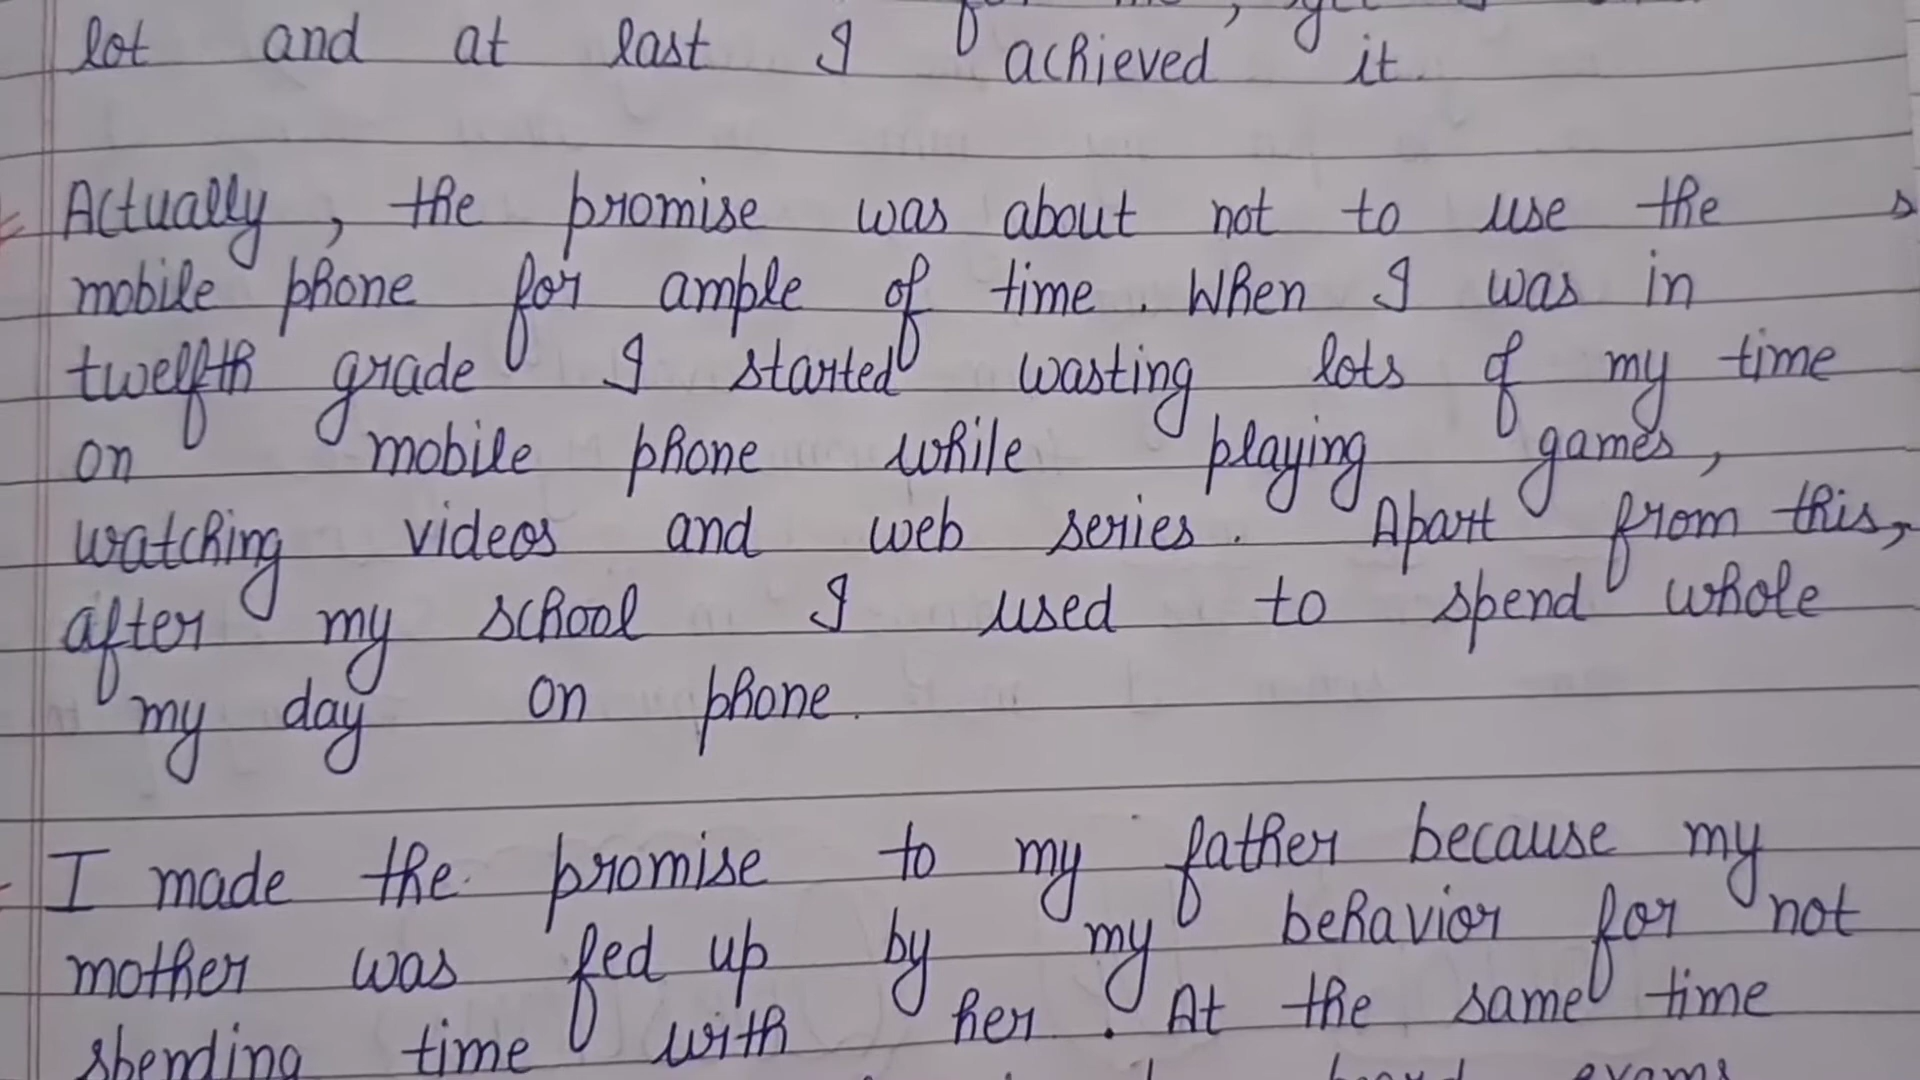 lot and at last I achieved it
Actually, the promise was about not to use the
mobile phone for ample of time. When I was in
twelfth grade I started wasting lots of my time
on mobile phone while playing games,
watching videos and web series. Apart from this,
after my school I used to spend whole
my day on phone.
I made the promise to my father because my
mother was fed up by my behavior for not
spending time with her. At the same time
board exams